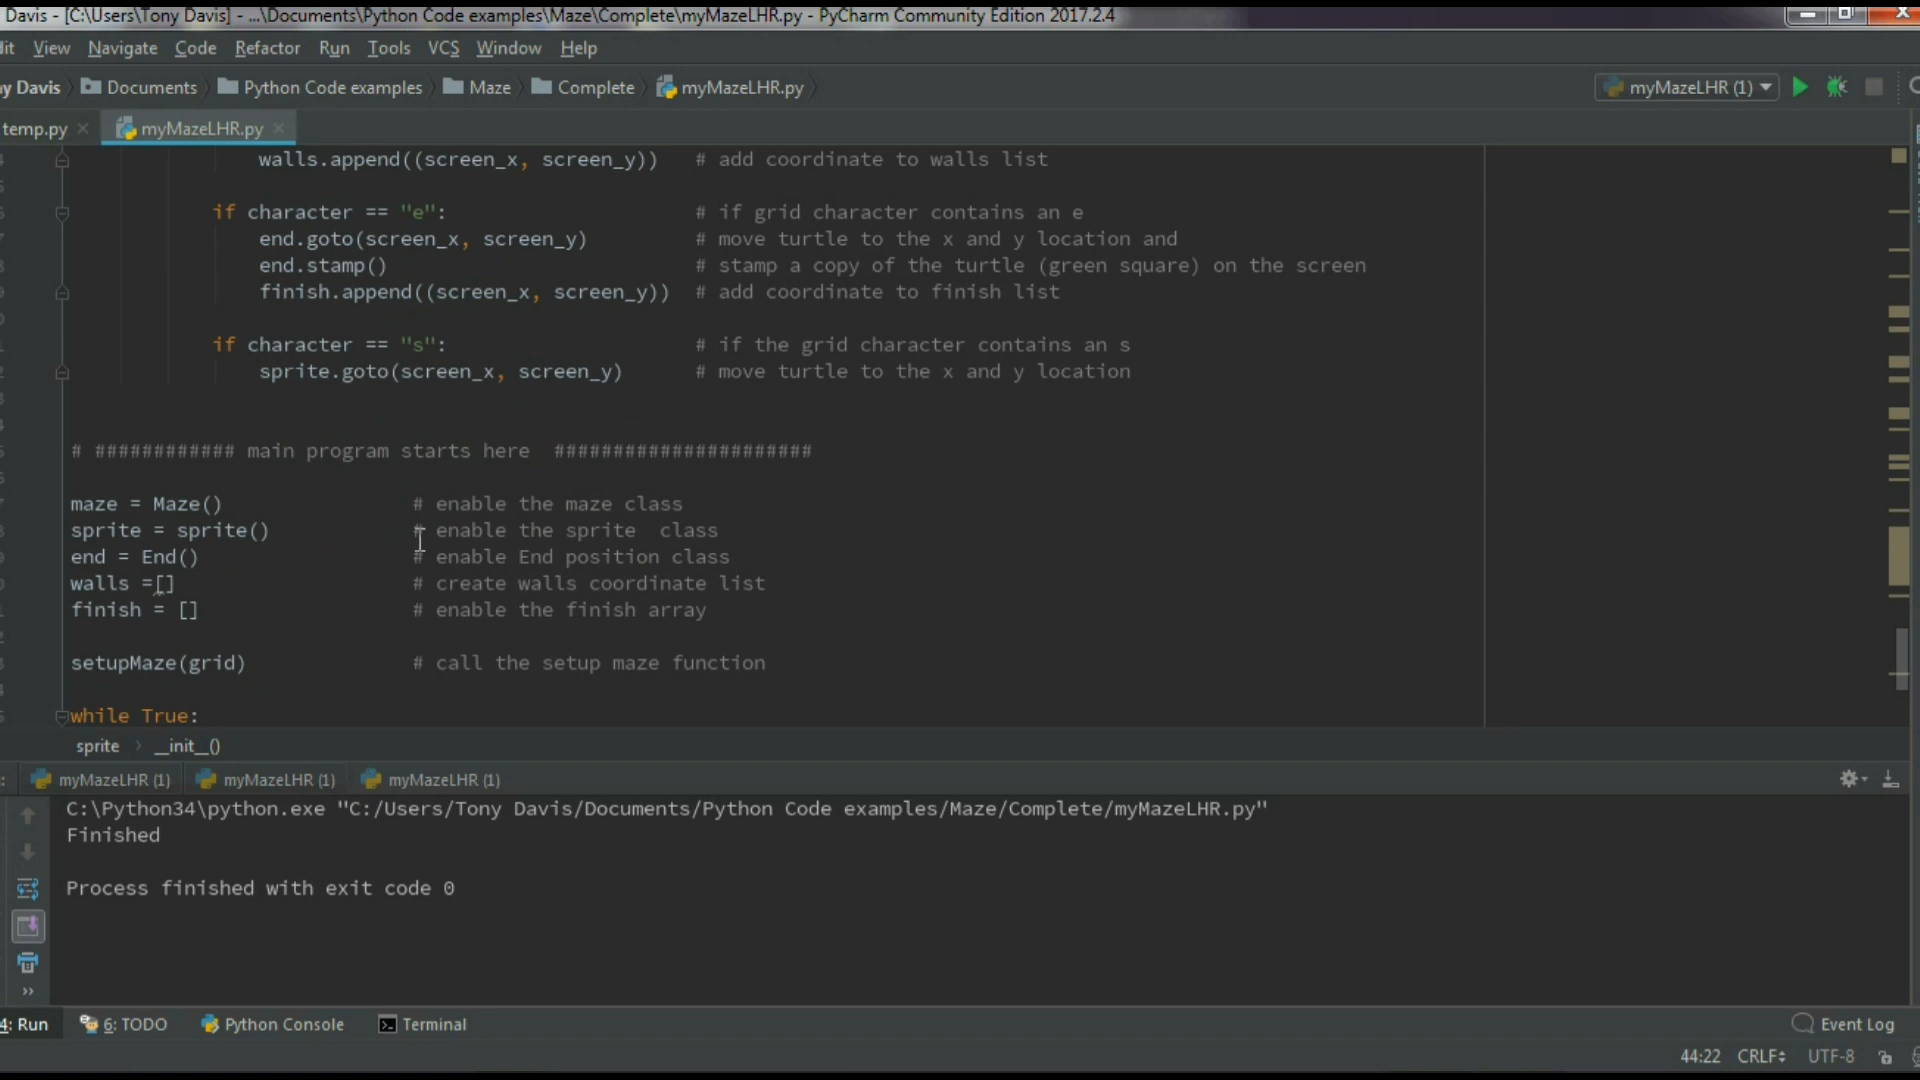 Davis - [C:\Users\Tony Davis] - ...\Documents\Python Code examples\Maze\Complete\myMazeLHR.py - PyCharm Community Edition 2017.2.4
dit View Navigate Code Refactor Run Tools VCS Window Help
ny Davis Documents Python Code examples Maze Complete myMazeLHR.py myMazeLHR (1)
temp.py myMazeLHR.py
walls.append((screen_x, screen_y)) # add coordinate to walls list
if character == "e": # if grid character contains an e
end.goto(screen_x, screen_y) # move turtle to the x and y location and
end.stamp() # stamp a copy of the turtle (green square) on the screen
finish.append((screen_x, screen_y)) # add coordinate to finish list
if character == "s": # if the grid character contains an s
sprite.goto(screen_x, screen_y) # move turtle to the x and y location
# ############ main program starts here ######################
maze = Maze() # enable the maze class
sprite = sprite() # enable the sprite  class
end = End() # enable End position class
walls =[] # create walls coordinate list
finish = [] # enable the finish array
setupMaze(grid) # call the setup maze function
while True:
sprite __init__()
myMazeLHR (1) myMazeLHR (1) myMazeLHR (1)
C:\Python34\python.exe "C:/Users/Tony Davis/Documents/Python Code examples/Maze/Complete/myMazeLHR.py"
Finished
Process finished with exit code 0
4: Run 6: TODO Python Console Terminal Event Log
44:22 CRLF UTF-8